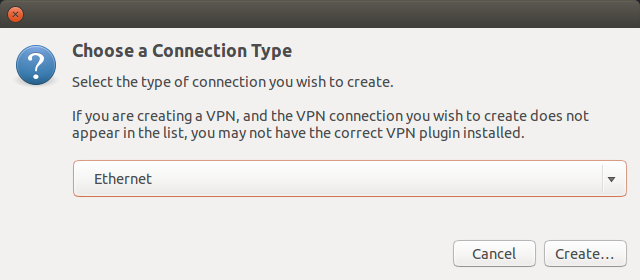 Choose a Connection Type
Select the type of connection you wish to create.
If you are creating a VPN, and the VPN connection you wish to create does not
appear in the list, you may not have the correct VPN plugin installed.
Ethernet
Cancel
Create...